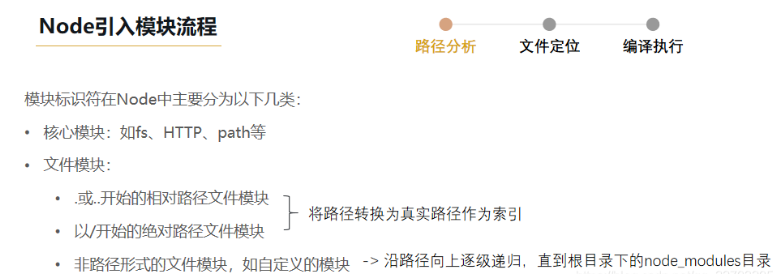 Node引入模块流程
路径分析 文件定位 编译执行
模块标识符在Node中主要分为以下几类：
• 核心模块：如fs、HTTP、path等
• 文件模块：
• .或..开始的相对路径文件模块
• 以/开始的绝对路径文件模块
将路径转换为真实路径作为索引
• 非路径形式的文件模块，如自定义的模块 -> 沿路径向上逐级递归，直到根目录下的node_modules目录